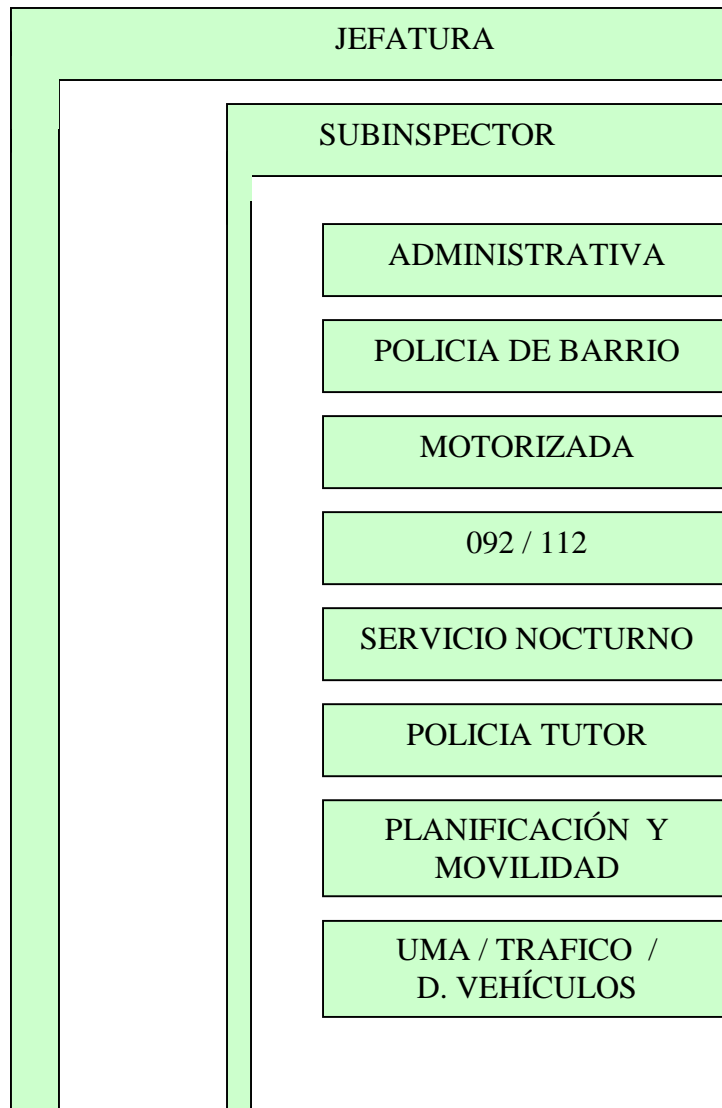 JEFATURA
SUBINSPECTOR
ADMINISTRATIVA
POLICIA DE BARRIO
MOTORIZADA
092 / 112
SERVICIO NOCTURNO
POLICIA TUTOR
PLANIFICACIÓN Y
MOVILIDAD
UMA / TRAFICO /
D. VEHÍCULOS